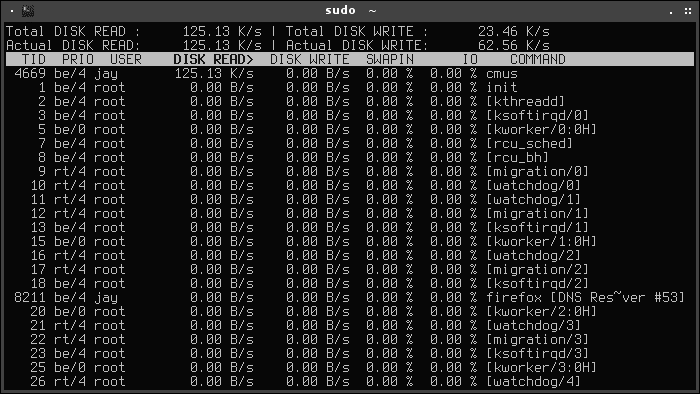 sudo ~
Total DISK READ : 125.13 K/s | Total DISK WRITE : 23.46 K/s
Actual DISK READ: 125.13 K/s | Actual DISK WRITE: 62.56 K/s
TID PRIO USER DISK READ> DISK WRITE SWAPIN IO COMMAND
4669 be/4 jay 125.13 K/s 0.00 B/s 0.00 % 0.00 % cmus
1 be/4 root 0.00 B/s 0.00 B/s 0.00 % 0.00 % init
2 be/4 root 0.00 B/s 0.00 B/s 0.00 % 0.00 % [kthreadd]
3 be/4 root 0.00 B/s 0.00 B/s 0.00 % 0.00 % [ksoftirqd/0]
5 be/0 root 0.00 B/s 0.00 B/s 0.00 % 0.00 % [kworker/0:0H]
7 be/4 root 0.00 B/s 0.00 B/s 0.00 % 0.00 % [rcu_sched]
8 be/4 root 0.00 B/s 0.00 B/s 0.00 % 0.00 % [rcu_bh]
9 rt/4 root 0.00 B/s 0.00 B/s 0.00 % 0.00 % [migration/0]
10 rt/4 root 0.00 B/s 0.00 B/s 0.00 % 0.00 % [watchdog/0]
11 rt/4 root 0.00 B/s 0.00 B/s 0.00 % 0.00 % [watchdog/1]
12 rt/4 root 0.00 B/s 0.00 B/s 0.00 % 0.00 % [migration/1]
13 be/4 root 0.00 B/s 0.00 B/s 0.00 % 0.00 % [ksoftirqd/1]
15 be/0 root 0.00 B/s 0.00 B/s 0.00 % 0.00 % [kworker/1:0H]
16 rt/4 root 0.00 B/s 0.00 B/s 0.00 % 0.00 % [watchdog/2]
17 rt/4 root 0.00 B/s 0.00 B/s 0.00 % 0.00 % [migration/2]
18 be/4 root 0.00 B/s 0.00 B/s 0.00 % 0.00 % [ksoftirqd/2]
8211 be/4 jay 0.00 B/s 0.00 B/s 0.00 % 0.00 % firefox [DNS Res~ver #53]
20 be/0 root 0.00 B/s 0.00 B/s 0.00 % 0.00 % [kworker/2:0H]
21 rt/4 root 0.00 B/s 0.00 B/s 0.00 % 0.00 % [watchdog/3]
22 rt/4 root 0.00 B/s 0.00 B/s 0.00 % 0.00 % [migration/3]
23 be/4 root 0.00 B/s 0.00 B/s 0.00 % 0.00 % [ksoftirqd/3]
25 be/0 root 0.00 B/s 0.00 B/s 0.00 % 0.00 % [kworker/3:0H]
26 rt/4 root 0.00 B/s 0.00 B/s 0.00 % 0.00 % [watchdog/4]